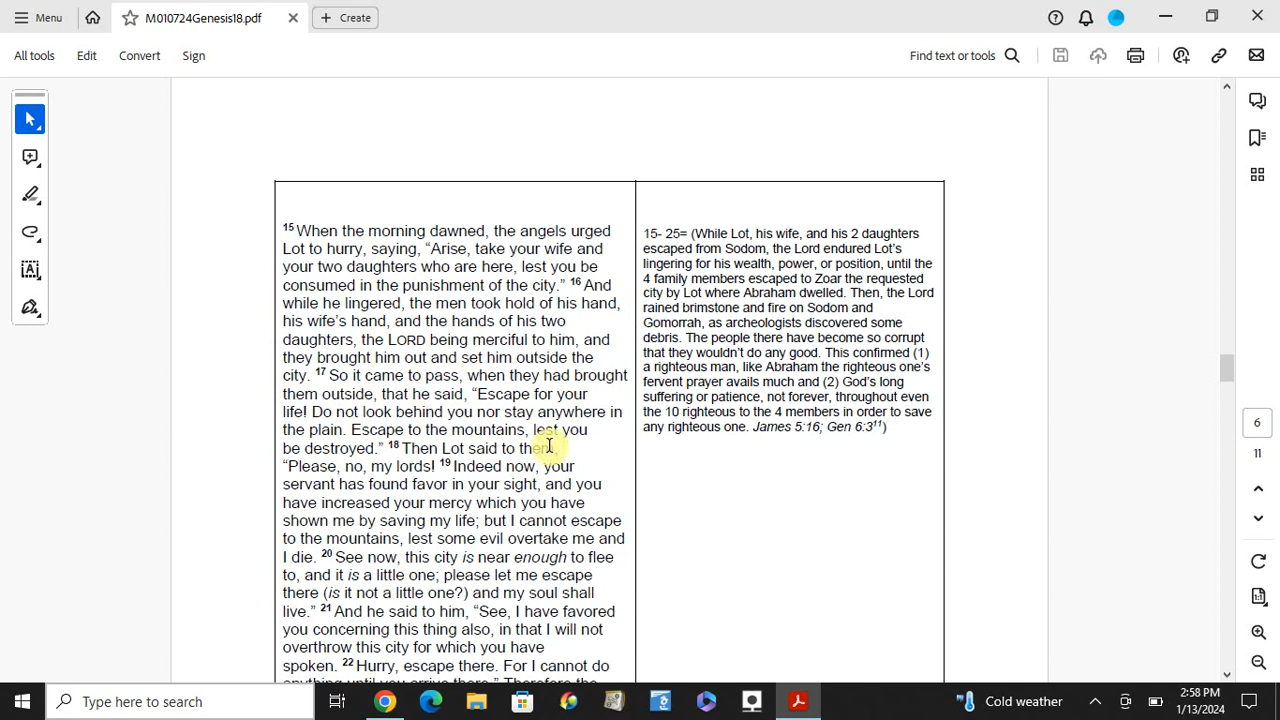 Menu
M010724Genesis18.pdf
Create
All tools
Edit
Convert
Sign
Find text or tools
15 When the morning dawned, the angels urged
Lot to hurry, saying, “Arise, take your wife and
your two daughters who are here, lest you be
consumed in the punishment of the city.” 16 And
while he lingered, the men took hold of his hand,
his wife’s hand, and the hands of his two
daughters, the LORD being merciful to him, and
they brought him out and set him outside the
city. 17 So it came to pass, when they had brought
them outside, that he said, “Escape for your
life! Do not look behind you nor stay anywhere in
the plain. Escape to the mountains, lest you
be destroyed.” 18 Then Lot said to them,
“Please, no, my lords! 19 Indeed now, your
servant has found favor in your sight, and you
have increased your mercy which you have
shown me by saving my life; but I cannot escape
to the mountains, lest some evil overtake me and
I die. 20 See now, this city is near enough to flee
to, and it is a little one; please let me escape
there (is it not a little one?) and my soul shall
live.” 21 And he said to him, “See, I have favored
you concerning this thing also, in that I will not
overthrow this city for which you have
spoken. 22 Hurry, escape there. For I cannot do
anything until you arrive there.” Therefore the
15- 25= (While Lot, his wife, and his 2 daughters
escaped from Sodom, the Lord endured Lot’s
lingering for his wealth, power, or position, until the
4 family members escaped to Zoar the requested
city by Lot where Abraham dwelled. Then, the Lord
rained brimstone and fire on Sodom and
Gomorrah, as archeologists discovered some
debris. The people there have become so corrupt
that they wouldn’t do any good. This confirmed (1)
a righteous man, like Abraham the righteous one’s
fervent prayer avails much and (2) God’s long
suffering or patience, not forever, throughout even
the 10 righteous to the 4 members in order to save
any righteous one. James 5:16; Gen 6:3 11)
6
11
Type here to search
Cold weather
2:58 PM
1/13/2024